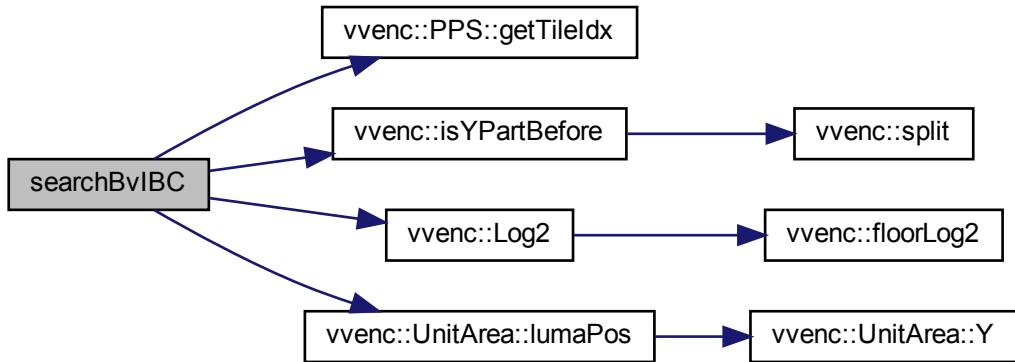 vvenc::PPS::getTileIdx
vvenc::isYPartBefore
vvenc::split
searchBvIBC
vvenc::Log2
vvenc::floorLog2
vvenc::UnitArea::lumaPos
vvenc::UnitArea::Y